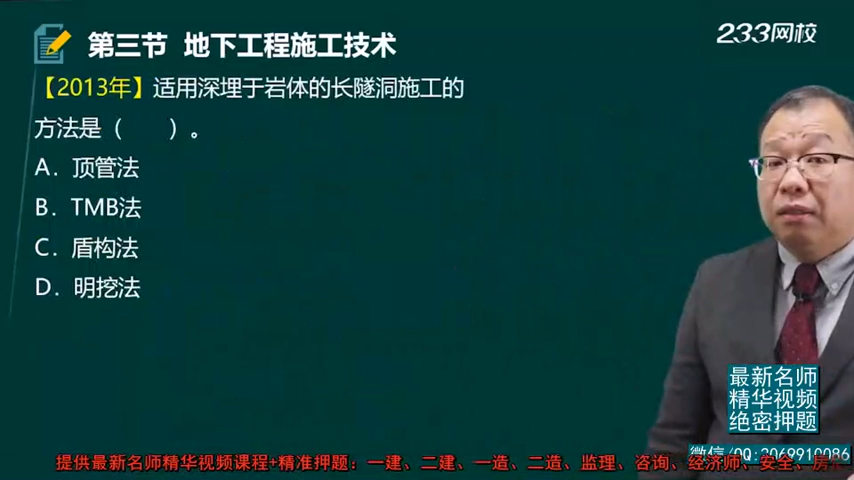 第三节 地下工程施工技术
233网校
【2013年】适用深埋于岩体的长隧洞施工的
方法是（  ）。
A. 顶管法
B. TMB法
C. 盾构法
D. 明挖法
最新名师
精华视频
绝密押题
微信/QQ:2069910086
提供最新名师精华视频课程+精准押题：一建、二建、一造、二造、监理、咨询、经济师、安全、房